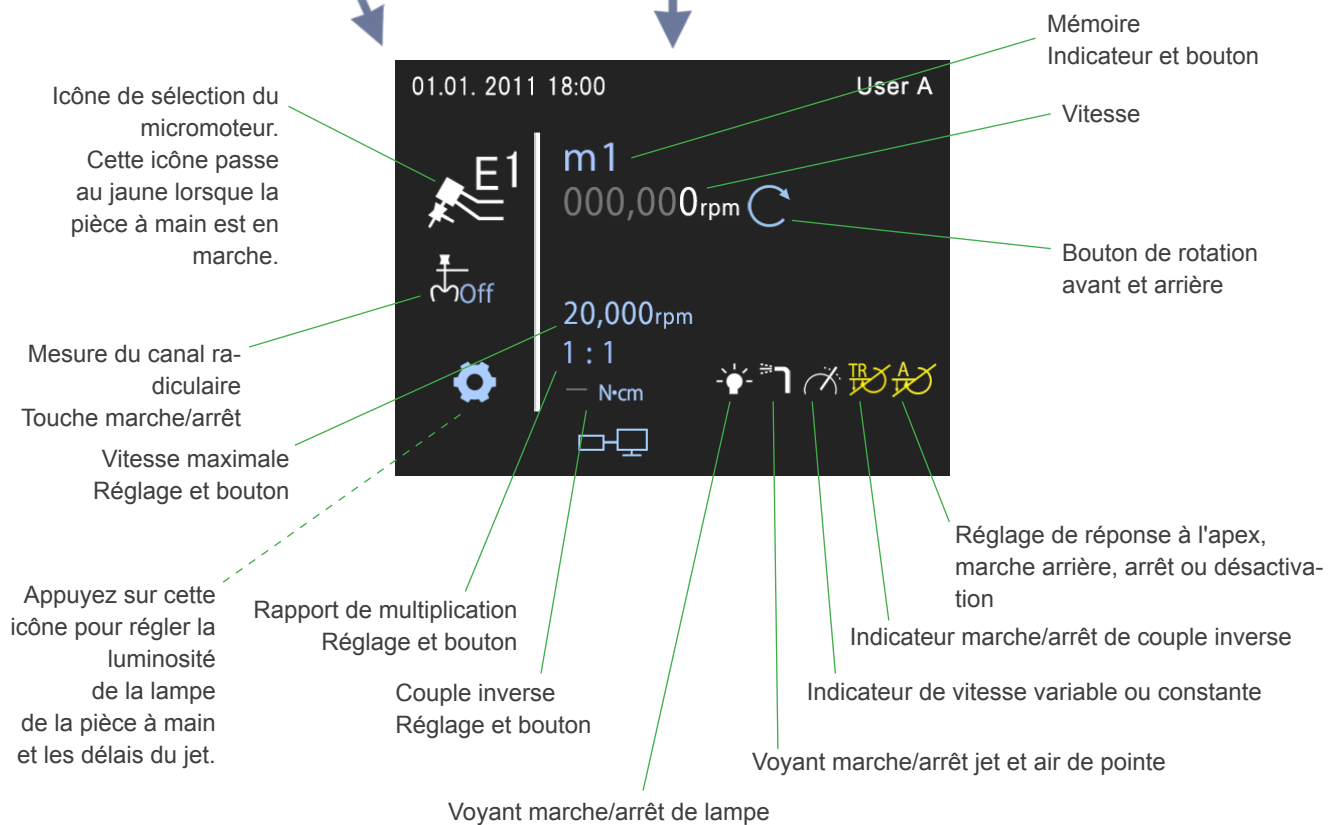 Mémoire
Indicateur et bouton
01.01. 2011 18:00
User A
Icône de sélection du
micromoteur.
Cette icône passe
au jaune lorsque la
pièce à main est en
marche.
Vitesse
E1
m1
000,000rpm
Bouton de rotation
avant et arrière
Off
Mesure du canal ra-
diculaire
Touche marche/arrêt
20,000rpm
1 : 1
— N•cm
TR
A
Vitesse maximale
Réglage et bouton
Réglage de réponse à l'apex,
marche arrière, arrêt ou désactiva-
tion
Appuyez sur cette
icône pour régler la
luminosité
de la lampe
de la pièce à main
et les délais du jet.
Rapport de multiplication
Réglage et bouton
Indicateur marche/arrêt de couple inverse
Couple inverse
Réglage et bouton
Indicateur de vitesse variable ou constante
Voyant marche/arrêt jet et air de pointe
Voyant marche/arrêt de lampe